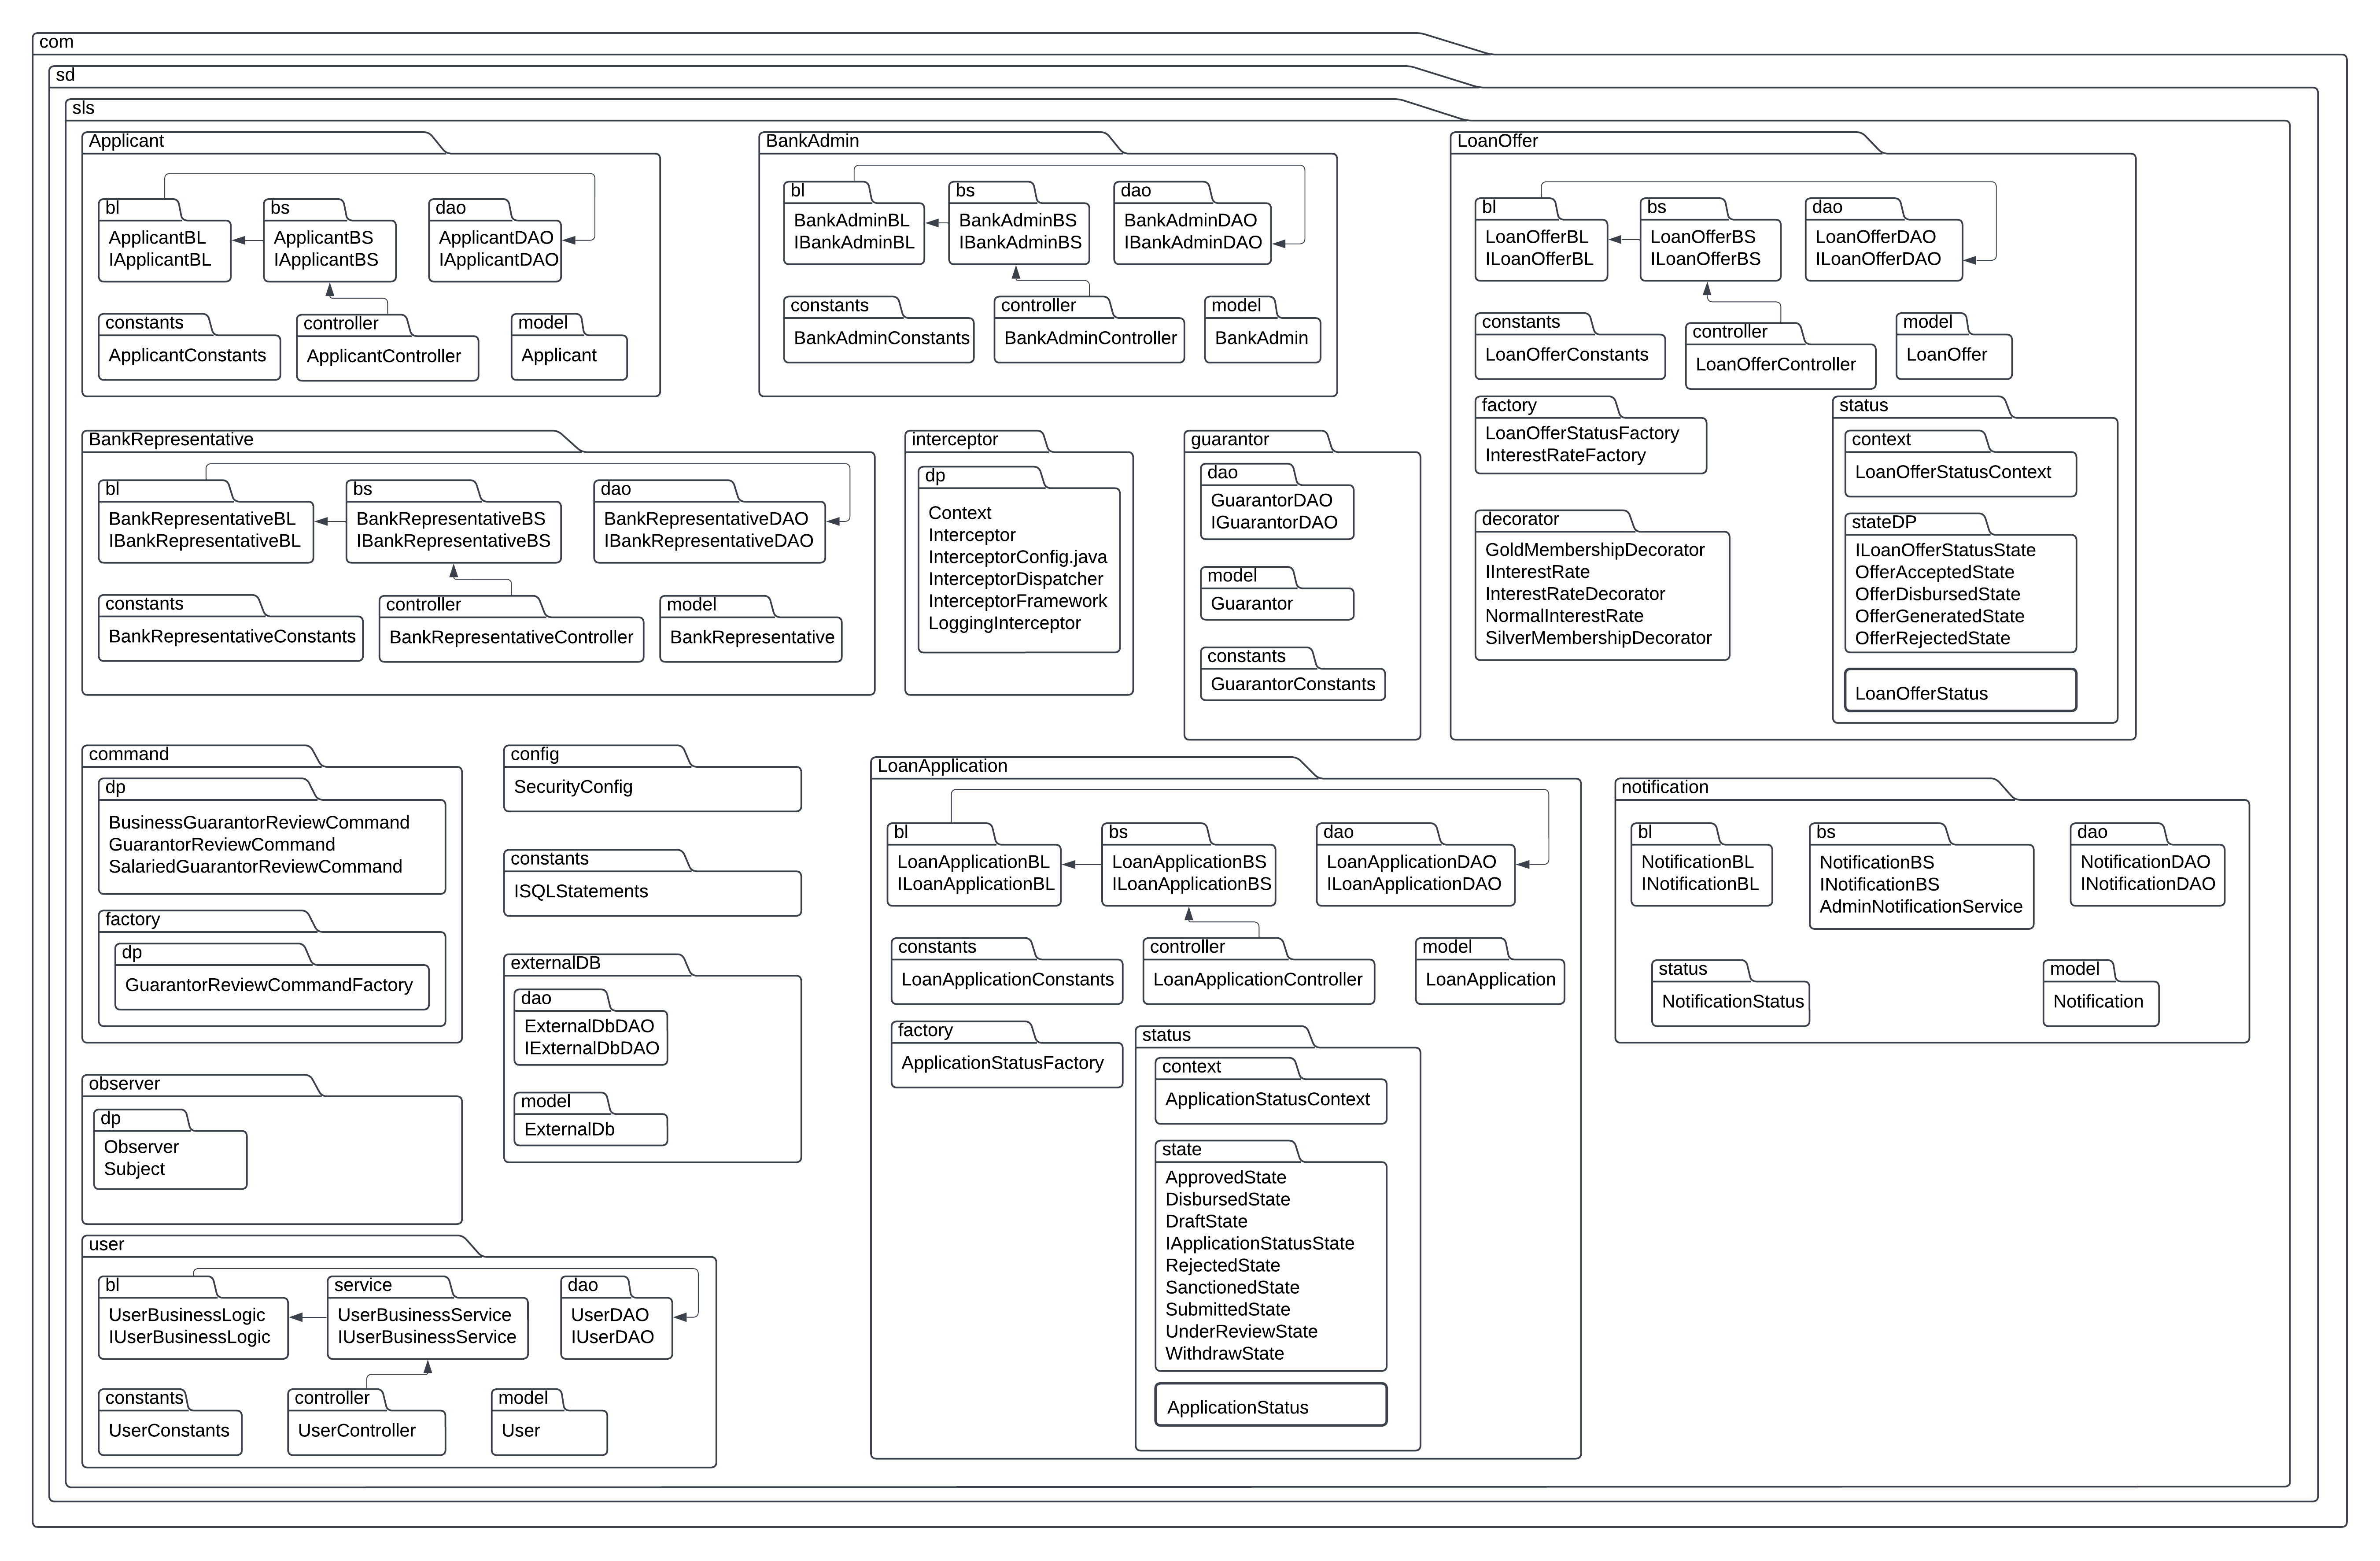 com
sd
sls
Applicant
bl
ApplicantBL
IApplicantBL
bs
ApplicantBS
IApplicantBS
dao
ApplicantDAO
IApplicantDAO
constants
ApplicantConstants
controller
ApplicantController
model
Applicant
BankAdmin
bl
BankAdminBL
IBankAdminBL
bs
BankAdminBS
IBankAdminBS
dao
BankAdminDAO
IBankAdminDAO
constants
BankAdminConstants
controller
BankAdminController
model
BankAdmin
LoanOffer
bl
LoanOfferBL
ILoanOfferBL
bs
LoanOfferBS
ILoanOfferBS
dao
LoanOfferDAO
ILoanOfferDAO
constants
LoanOfferConstants
controller
LoanOfferController
model
LoanOffer
factory
LoanOfferStatusFactory
InterestRateFactory
decorator
GoldMembershipDecorator
IInterestRate
InterestRateDecorator
NormalInterestRate
SilverMembershipDecorator
status
context
LoanOfferStatusContext
stateDP
ILoanOfferStatusState
OfferAcceptedState
OfferDisbursedState
OfferGeneratedState
OfferRejectedState
LoanOfferStatus
BankRepresentative
bl
BankRepresentativeBL
IBankRepresentativeBL
bs
BankRepresentativeBS
IBankRepresentativeBS
dao
BankRepresentativeDAO
IBankRepresentativeDAO
constants
BankRepresentativeConstants
controller
BankRepresentativeController
model
BankRepresentative
interceptor
dp
Context
Interceptor
InterceptorConfig.java
InterceptorDispatcher
InterceptorFramework
LoggingInterceptor
guarantor
dao
GuarantorDAO
IGuarantorDAO
model
Guarantor
constants
GuarantorConstants
command
dp
BusinessGuarantorReviewCommand
GuarantorReviewCommand
SalariedGuarantorReviewCommand
factory
dp
GuarantorReviewCommandFactory
config
SecurityConfig
constants
ISQLStatements
externalDB
dao
ExternalDbDAO
IExternalDbDAO
model
ExternalDb
LoanApplication
bl
LoanApplicationBL
ILoanApplicationBL
bs
LoanApplicationBS
ILoanApplicationBS
dao
LoanApplicationDAO
ILoanApplicationDAO
constants
LoanApplicationConstants
controller
LoanApplicationController
model
LoanApplication
factory
ApplicationStatusFactory
status
context
ApplicationStatusContext
state
ApprovedState
DisbursedState
DraftState
IApplicationStatusState
RejectedState
SanctionedState
SubmittedState
UnderReviewState
WithdrawState
ApplicationStatus
notification
bl
NotificationBL
INotificationBL
bs
NotificationBS
INotificationBS
AdminNotificationService
dao
NotificationDAO
INotificationDAO
status
NotificationStatus
model
Notification
observer
dp
Observer
Subject
user
bl
UserBusinessLogic
IUserBusinessLogic
service
UserBusinessService
IUserBusinessService
dao
UserDAO
IUserDAO
constants
UserConstants
controller
UserController
model
User